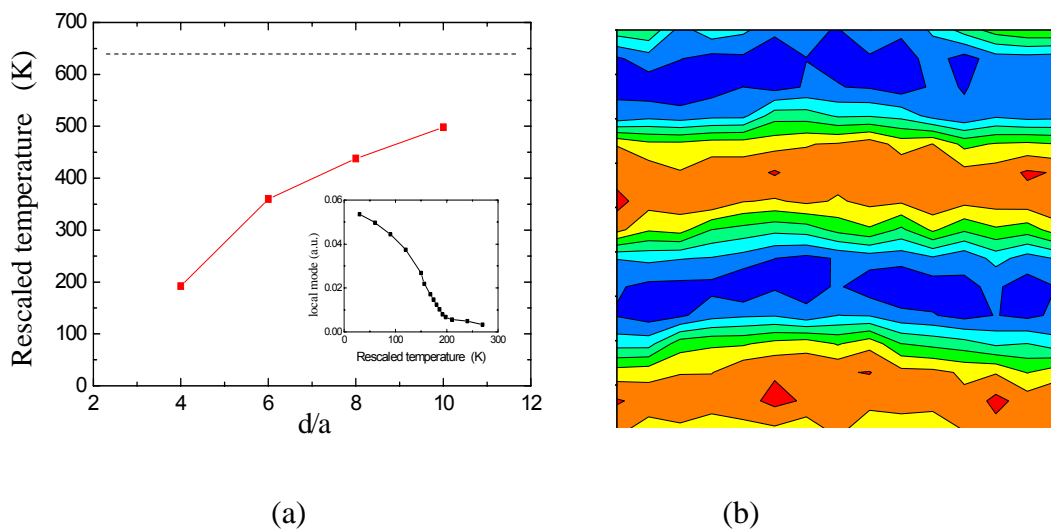 700
600
500
400
300
200
100
0
Rescaled temperature (K)
2 4 6 8 10 12
d/a
0.06
0.04
0.02
0.00
local mode (a.u.)
0 100 200 300
Rescaled temperature (K)
(a) (b)